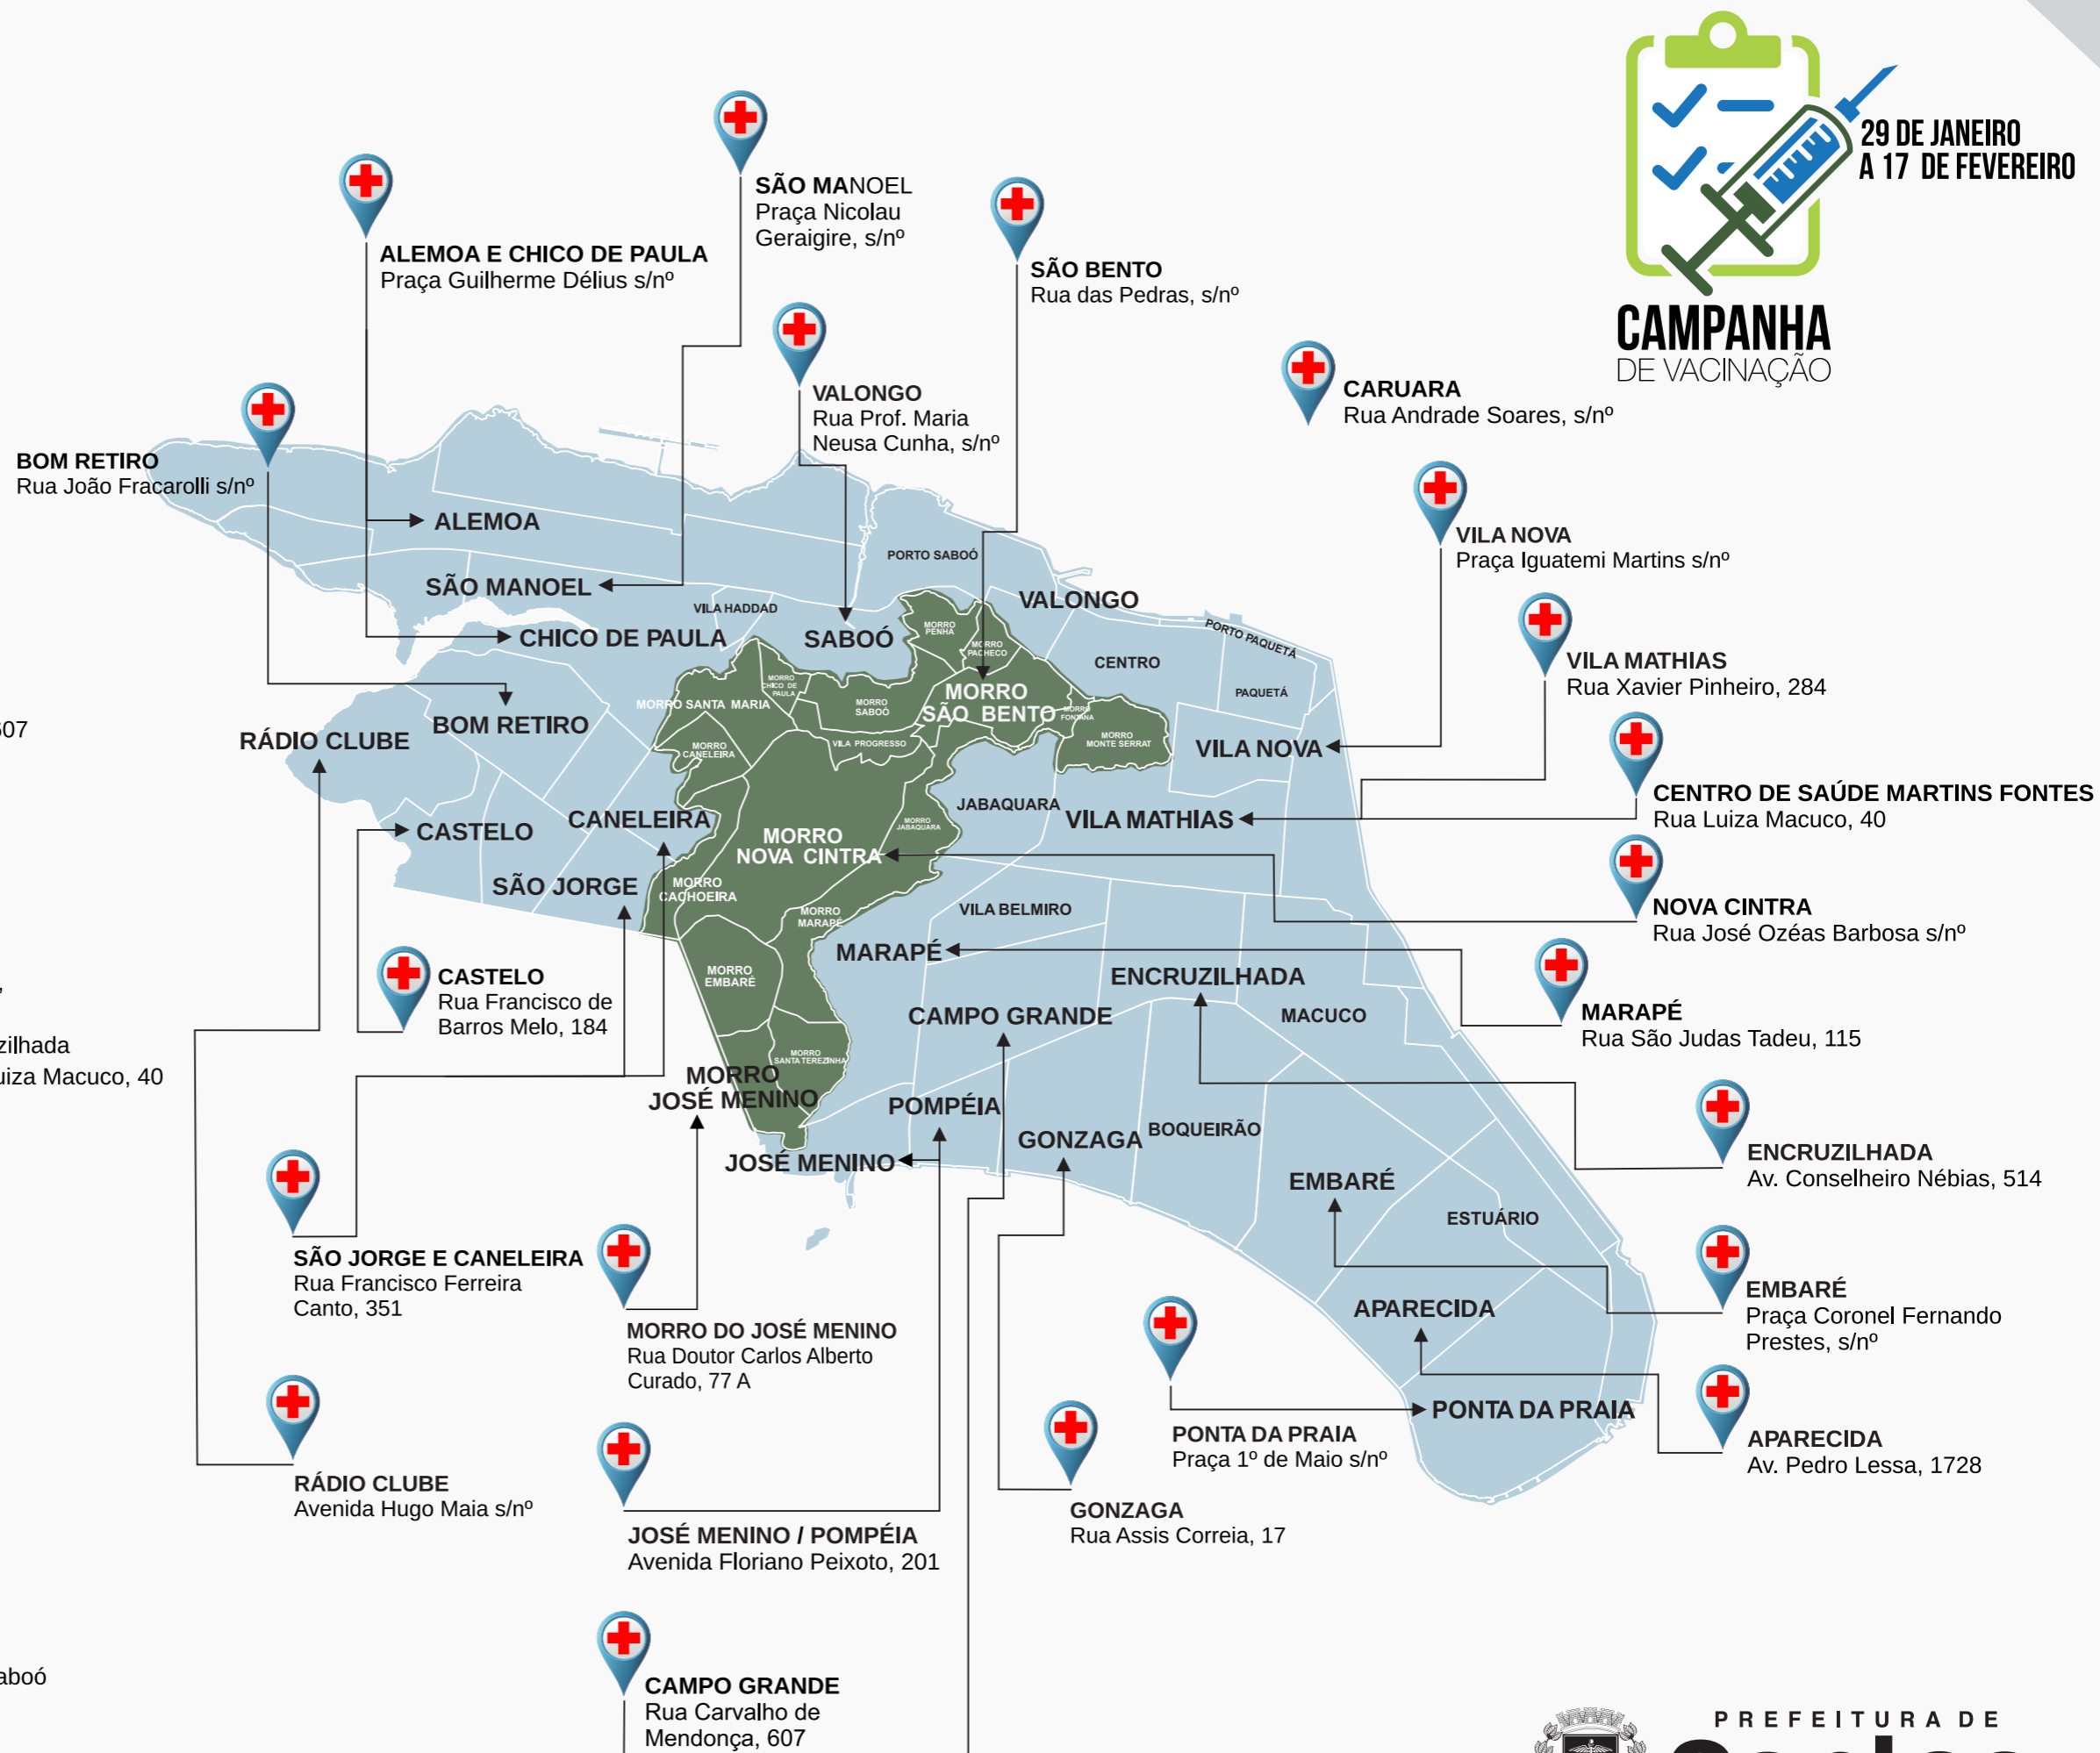 29 DE JANEIRO
A 17 DE FEVEREIRO
CAMPANHA
DE VACINAÇÃO
SÃO MANOEL
Praça Nicolau
Geraigire, s/nº
ALEMOA E CHICO DE PAULA
Praça Guilherme Délius s/nº
SÃO BENTO
Rua das Pedras, s/nº
VALONGO
Rua Prof. Maria
Neusa Cunha, s/nº
CARUARA
Rua Andrade Soares, s/nº
BOM RETIRO
Rua João Fracarolli s/nº
VILA NOVA
Praça Iguatemi Martins s/nº
VILA MATHIAS
Rua Xavier Pinheiro, 284
CENTRO DE SAÚDE MARTINS FONTES
Rua Luiza Macuco, 40
NOVA CINTRA
Rua José Ozéas Barbosa s/nº
MARAPÉ
Rua São Judas Tadeu, 115
ENCRUZILHADA
Av. Conselheiro Nébias, 514
EMBARÉ
Praça Coronel Fernando
Prestes, s/nº
APARECIDA
Av. Pedro Lessa, 1728
PONTA DA PRAIA
Praça 1º de Maio s/nº
GONZAGA
Rua Assis Correia, 17
CASTELO
Rua Francisco de
Barros Melo, 184
SÃO JORGE E CANELEIRA
Rua Francisco Ferreira
Canto, 351
MORRO DO JOSÉ MENINO
Rua Doutor Carlos Alberto
Curado, 77 A
RÁDIO CLUBE
Avenida Hugo Maia s/nº
JOSÉ MENINO / POMPÉIA
Avenida Floriano Peixoto, 201
CAMPO GRANDE
Rua Carvalho de
Mendonça, 607
ALEMOA
SÃO MANOEL
CHICO DE PAULA
VILA HADDAD
PORTO SABOÓ
SABOÓ
VALONGO
CENTRO
PORTO PAQUETÁ
PAQUETÁ
VILA NOVA
MORRO
PENHA
MORRO
PACHECO
MORRO
SÃO BENTO
MORRO
FONTANA
MORRO
MONTE SERRAT
MORRO
CHICO DE
PAULA
MORRO SANTA MARIA
MORRO
SABOÓ
VILA PROGRESSO
MORRO
CANELEIRA
BOM RETIRO
RÁDIO CLUBE
CASTELO
CANELEIRA
SÃO JORGE
MORRO
NOVA CINTRA
MORRO
JABAQUARA
JABAQUARA
VILA MATHIAS
MORRO
CACHOEIRA
MORRO
MARAPÉ
VILA BELMIRO
MARAPÉ
MORRO
EMBARÉ
ENCRUZILHADA
CAMPO GRANDE
MACUCO
MORRO
SANTA TEREZINHA
MORRO
JOSÉ MENINO
POMPÉIA
JOSÉ MENINO
GONZAGA
BOQUEIRÃO
EMBARÉ
ESTUÁRIO
APARECIDA
PONTA DA PRAIA
607
,
zilhada
uiza Macuco, 40
aboó
PREFEITURA DE